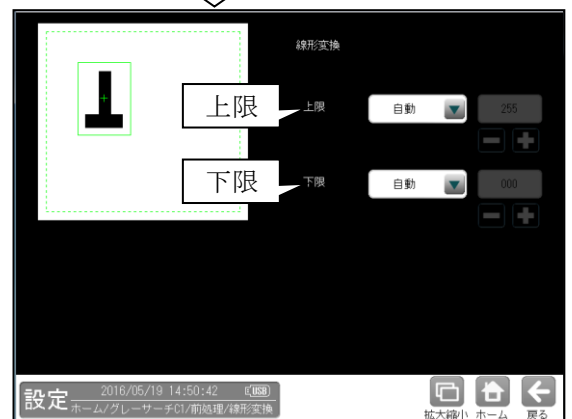 線形変換
上限
上限
自動
255
下限
下限
自動
000
設定
2016/05/19 14:50:42
USB
ホーム/グレーサーチC1/前処理/線形変換
拡大縮小
ホーム
戻る